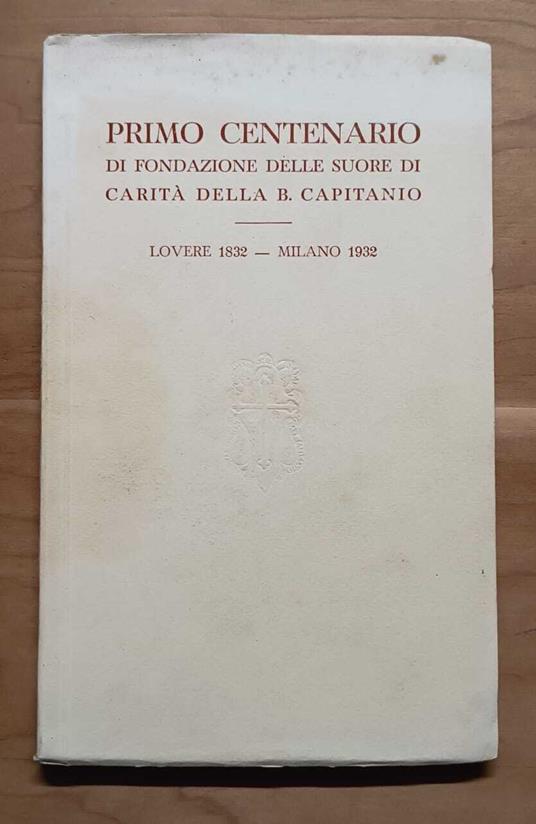 PRIMO CENTENARIO
DI FONDAZIONE DELLE SUORE DI
CARITÀ DELLA B. CAPITANIO
LOVERE 1832 — MILANO 1932